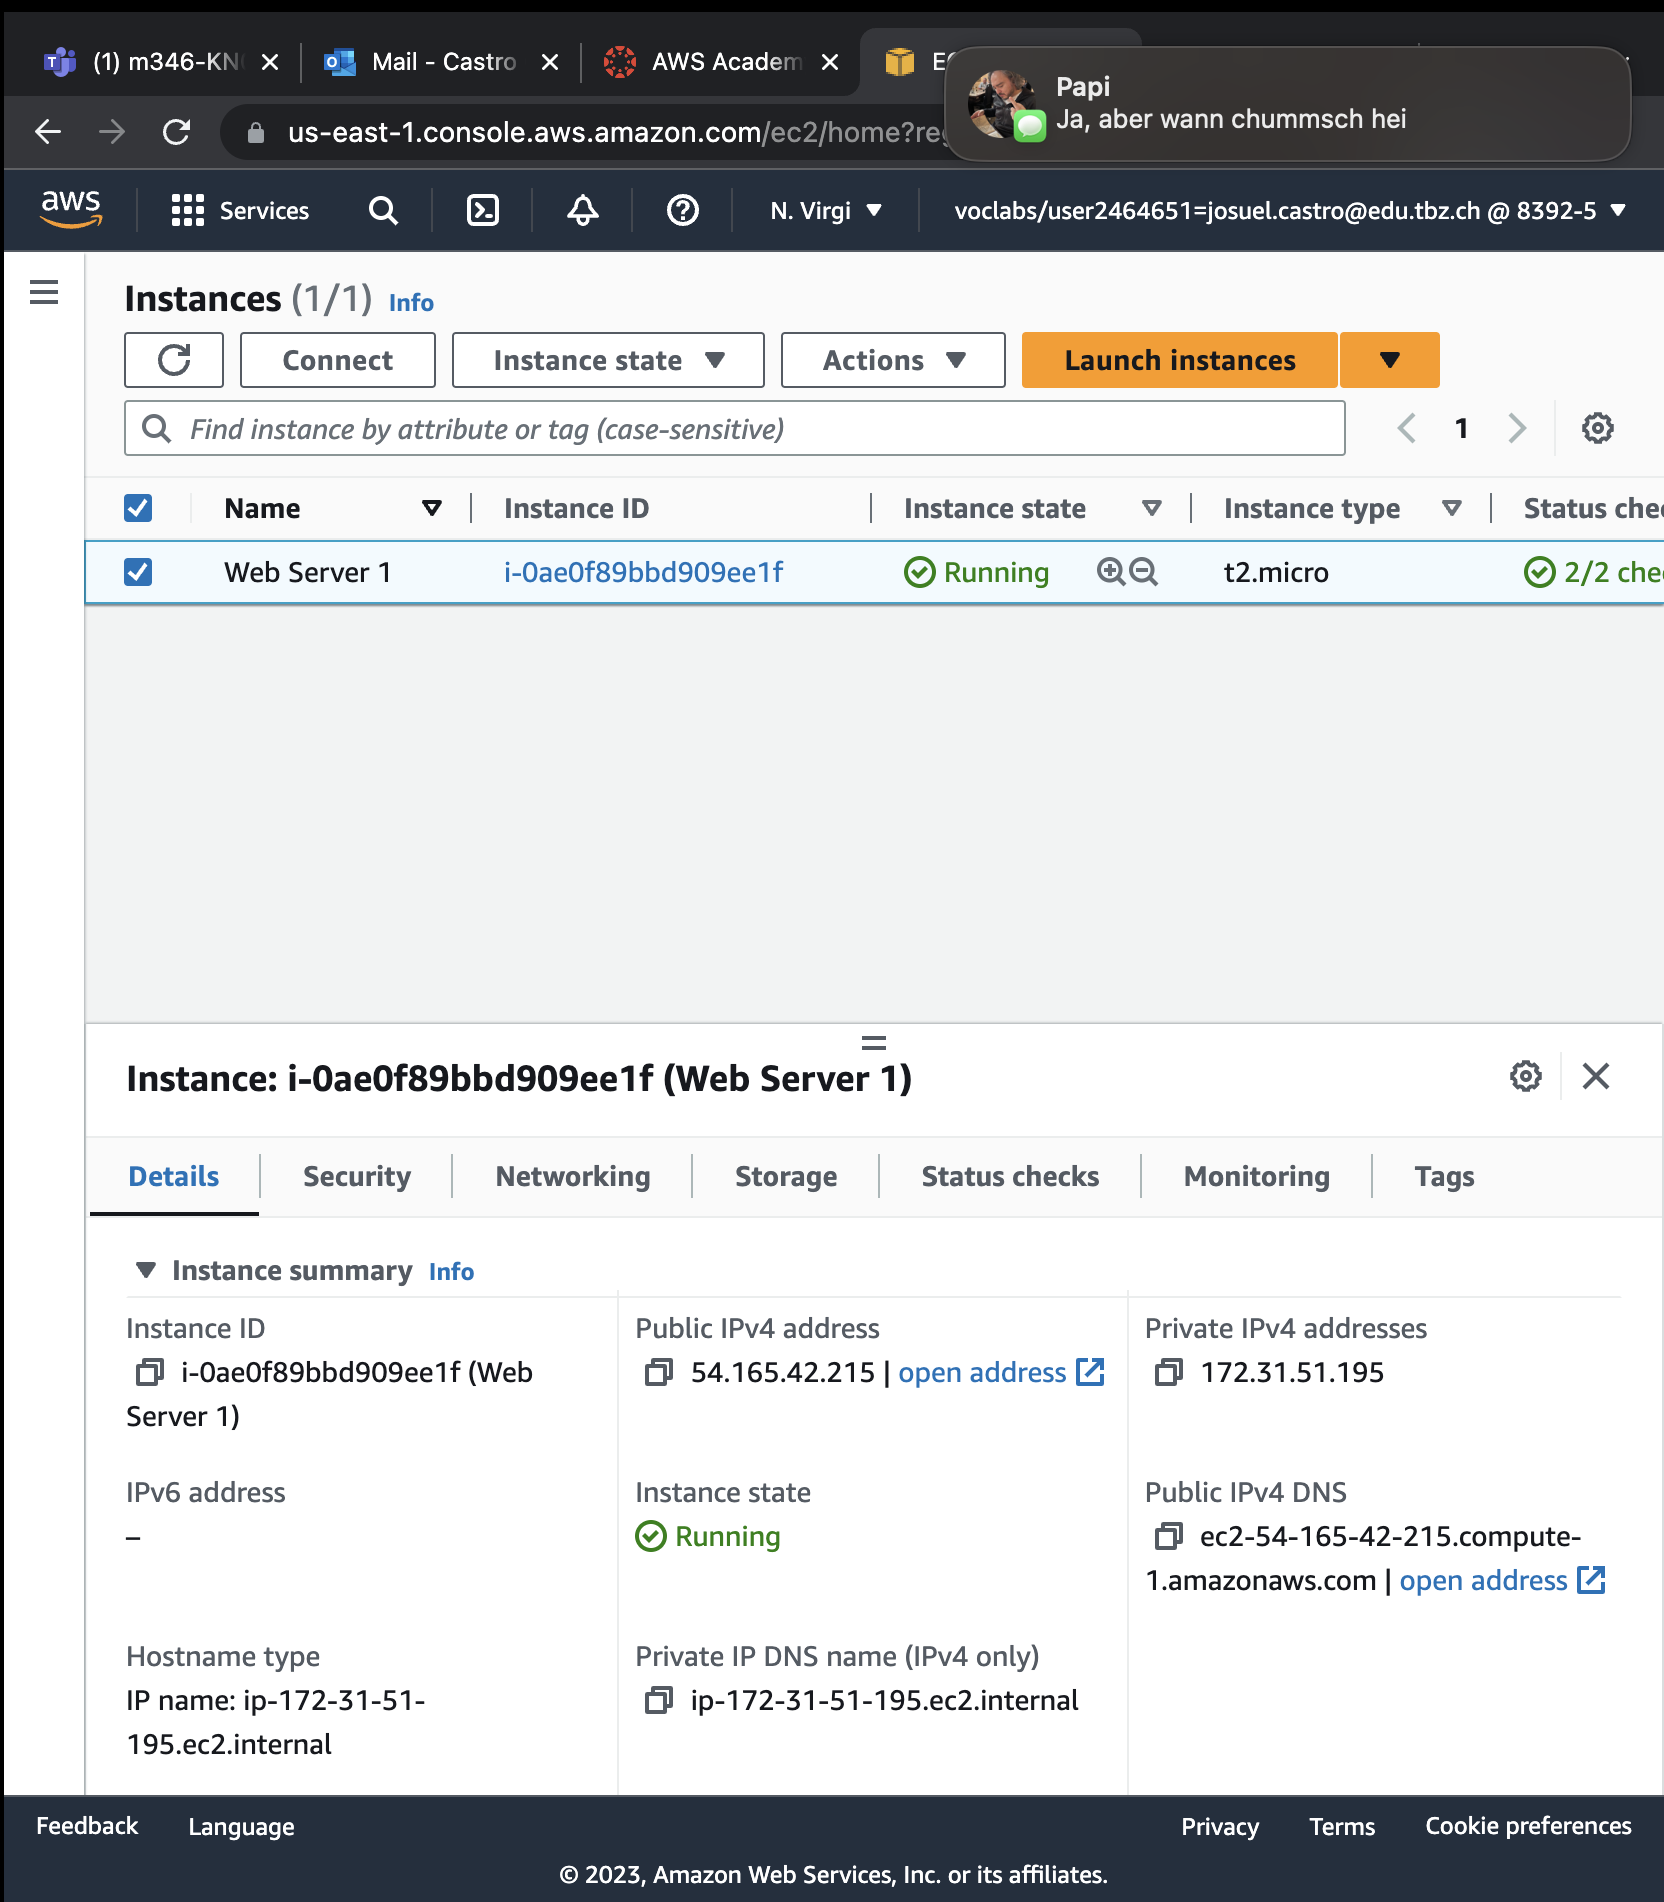 (1) m346-KN
Mail - Castro
AWS Academ
Papi
Ja, aber wann chummsch hei
us-east-1.console.aws.amazon.com/ec2/home?re
aws
Services
N. Virgi
voclabs/user2464651=josuel.castro@edu.tbz.ch @ 8392-5
Instances (1/1) Info
Connect
Instance state
Actions
Launch instances
Find instance by attribute or tag (case-sensitive)
1
Name
Instance ID
Instance state
Instance type
Status che
Web Server 1
i-0ae0f89bbd909ee1f
Running
t2.micro
2/2 che
Instance: i-0ae0f89bbd909ee1f (Web Server 1)
Details
Security
Networking
Storage
Status checks
Monitoring
Tags
Instance summary Info
Instance ID
i-0ae0f89bbd909ee1f (Web
Server 1)
Public IPv4 address
54.165.42.215 | open address
Private IPv4 addresses
172.31.51.195
IPv6 address
–
Instance state
Running
Public IPv4 DNS
ec2-54-165-42-215.compute-
1.amazonaws.com | open address
Hostname type
IP name: ip-172-31-51-
195.ec2.internal
Private IP DNS name (IPv4 only)
ip-172-31-51-195.ec2.internal
Feedback
Language
Privacy
Terms
Cookie preferences
© 2023, Amazon Web Services, Inc. or its affiliates.